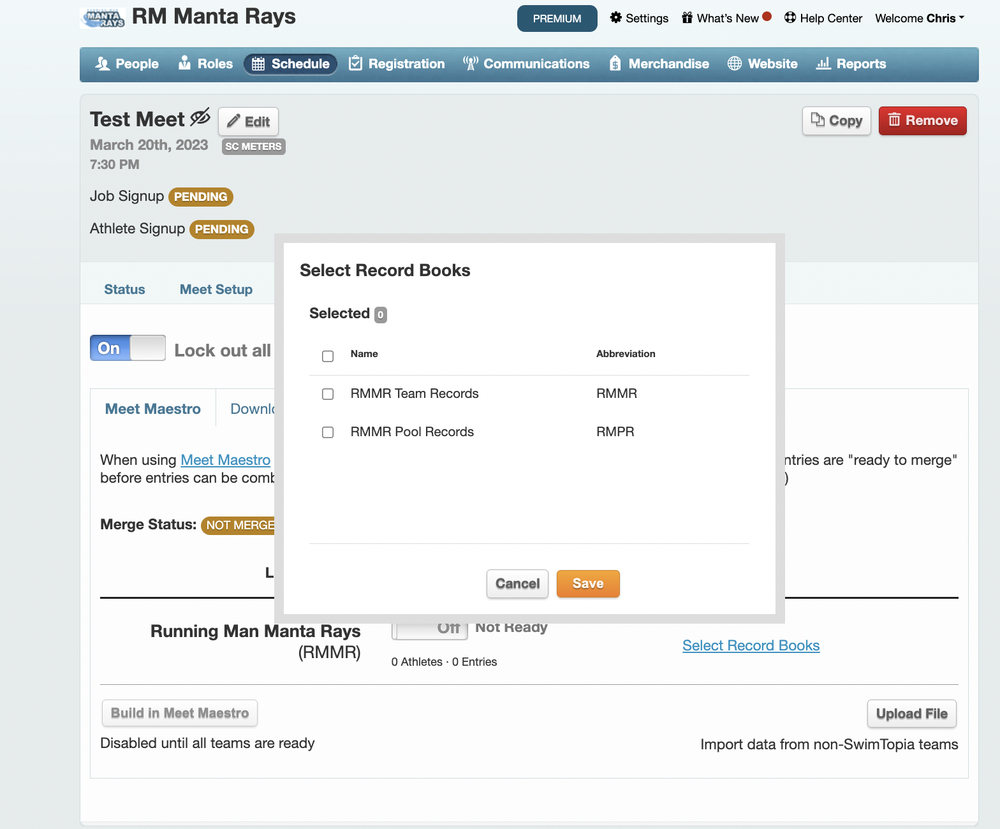 MANTA RAYS
RM Manta Rays
PREMIUM
Settings
What's New
Help Center
Welcome Chris
People
Roles
Schedule
Registration
Communications
Merchandise
Website
Reports
Test Meet
Edit
Copy
Remove
March 20th, 2023
SC METERS
7:30 PM
Job Signup PENDING
Athlete Signup PENDING
Status
Meet Setup
On
Lock out all
Meet Maestro
Downlo
When using Meet Maestro
ntries are "ready to merge"
before entries can be comb
)
Merge Status: NOT MERGE
L
Select Record Books
Selected 0
Name
Abbreviation
RMMR Team Records
RMMR
RMMR Pool Records
RMPR
Cancel
Save
Running Man Manta Rays
(RMMR)
Off
Not Ready
0 Athletes · 0 Entries
Select Record Books
Build in Meet Maestro
Disabled until all teams are ready
Upload File
Import data from non-SwimTopia teams